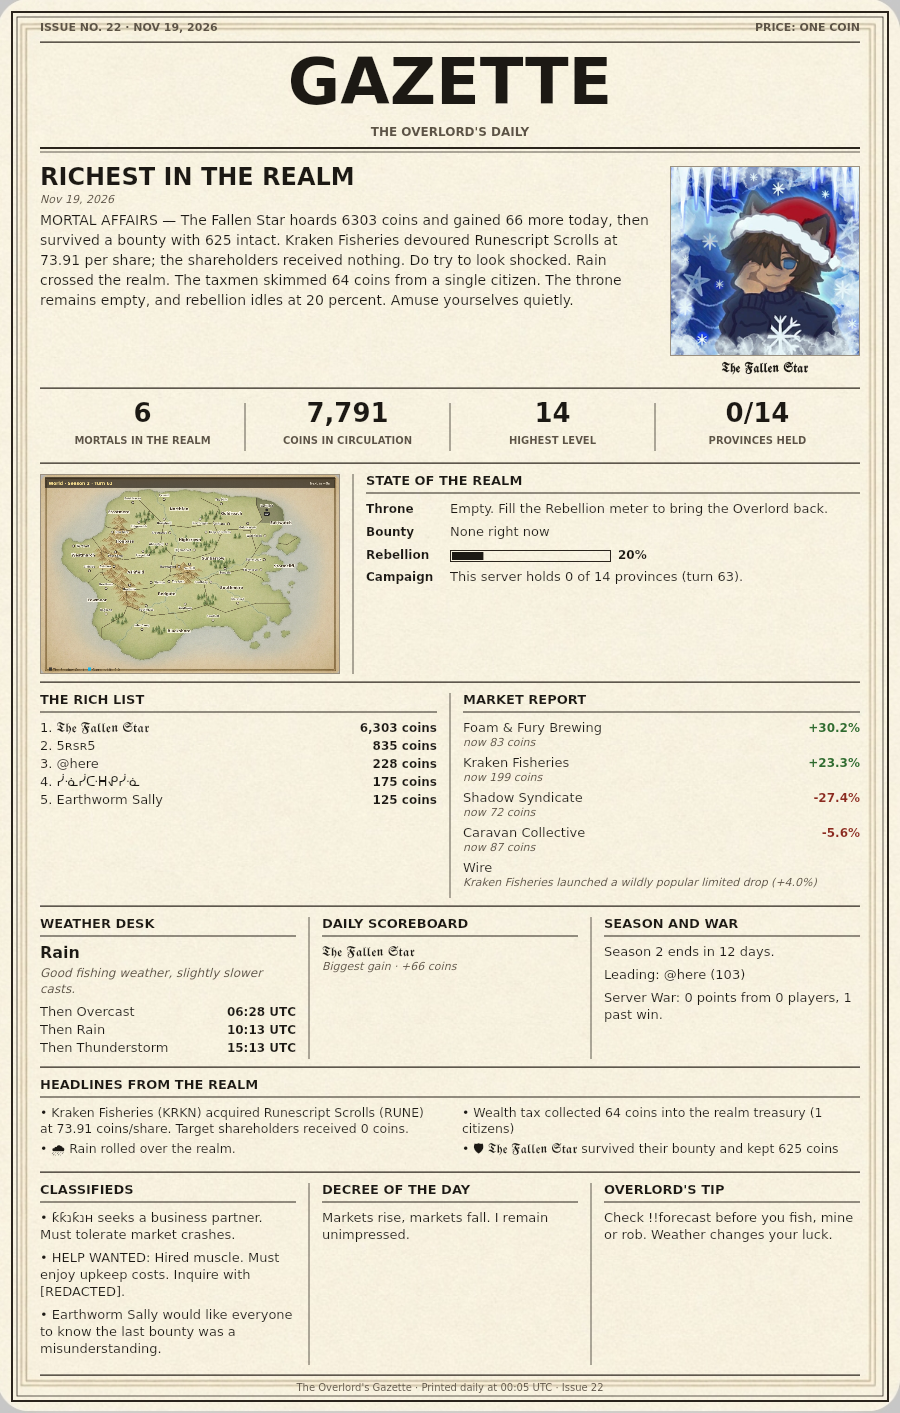 ISSUE NO. 22 · NOV 19, 2026
PRICE: ONE COIN
GAZETTE
THE OVERLORD'S DAILY
RICHEST IN THE REALM
Nov 19, 2026
MORTAL AFFAIRS — The Fallen Star hoards 6303 coins and gained 66 more today, then
survived a bounty with 625 intact. Kraken Fisheries devoured Runescript Scrolls at
73.91 per share; the shareholders received nothing. Do try to look shocked. Rain
crossed the realm. The taxmen skimmed 64 coins from a single citizen. The throne
remains empty, and rebellion idles at 20 percent. Amuse yourselves quietly.
𝕿𝖍𝖊 𝕱𝖆𝖑𝖑𝖊𝖓 𝕾𝖙𝖆𝖗
6
MORTALS IN THE REALM
7,791
COINS IN CIRCULATION
14
HIGHEST LEVEL
0/14
PROVINCES HELD
World · Season 2 · Turn 63
STATE OF THE REALM
Throne Empty. Fill the Rebellion meter to bring the Overlord back.
Bounty None right now
Rebellion 20%
Campaign This server holds 0 of 14 provinces (turn 63).
THE RICH LIST
1. 𝕿𝖍𝖊 𝕱𝖆𝖑𝖑𝖊𝖓 𝕾𝖙𝖆𝖗 6,303 coins
2. 5ʀsʀ5 835 coins
3. @here 228 coins
4. 175 coins
5. Earthworm Sally 125 coins
MARKET REPORT
Foam & Fury Brewing +30.2%
now 83 coins
Kraken Fisheries +23.3%
now 199 coins
Shadow Syndicate -27.4%
now 72 coins
Caravan Collective -5.6%
now 87 coins
Wire
Kraken Fisheries launched a wildly popular limited drop (+4.0%)
WEATHER DESK
Rain
Good fishing weather, slightly slower
casts.
Then Overcast 06:28 UTC
Then Rain 10:13 UTC
Then Thunderstorm 15:13 UTC
DAILY SCOREBOARD
𝕿𝖍𝖊 𝕱𝖆𝖑𝖑𝖊𝖓 𝕾𝖙𝖆𝖗
Biggest gain · +66 coins
SEASON AND WAR
Season 2 ends in 12 days.
Leading: @here (103)
Server War: 0 points from 0 players, 1
past win.
HEADLINES FROM THE REALM
• Kraken Fisheries (KRKN) acquired Runescript Scrolls (RUNE)
at 73.91 coins/share. Target shareholders received 0 coins.
• 🌧 Rain rolled over the realm.
• Wealth tax collected 64 coins into the realm treasury (1
citizens)
• 🛡 𝕿𝖍𝖊 𝕱𝖆𝖑𝖑𝖊𝖓 𝕾𝖙𝖆𝖗 survived their bounty and kept 625 coins
CLASSIFIEDS
• seeks a business partner.
Must tolerate market crashes.
• HELP WANTED: Hired muscle. Must
enjoy upkeep costs. Inquire with
[REDACTED].
• Earthworm Sally would like everyone
to know the last bounty was a
misunderstanding.
DECREE OF THE DAY
Markets rise, markets fall. I remain
unimpressed.
OVERLORD'S TIP
Check !!forecast before you fish, mine
or rob. Weather changes your luck.
The Overlord's Gazette · Printed daily at 00:05 UTC · Issue 22